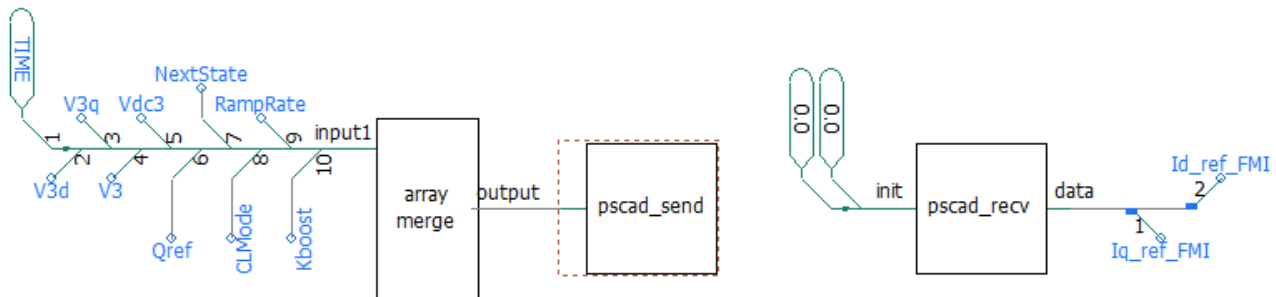 TIME
1
V3d
2
V3q
3
V3
4
Vdc3
5
Qref
6
NextState
7
CLMode
8
RampRate
9
Kboost
10
input1
array
merge
output
pscad_send
0.0
0.0
init
pscad_recv
data
1
Iq_ref_FMI
2
Id_ref_FMI